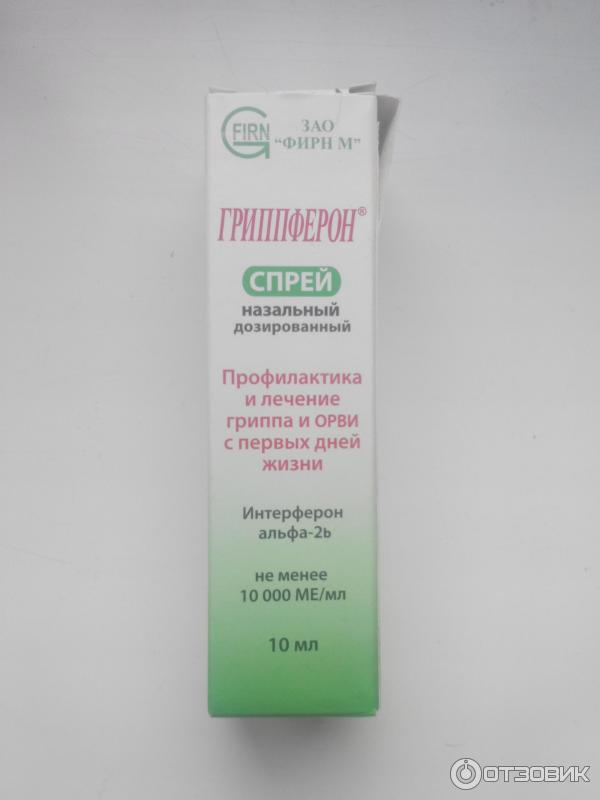 FIRN
ЗАО
"ФИРН М"
ГРИППФЕРОН®
СПРЕЙ
назальный
дозированный
Профилактика
и лечение
гриппа и ОРВИ
с первых дней
жизни
Интерферон
альфа-2b
не менее
10 000 МЕ/мл
10 мл
ОТЗОВИК